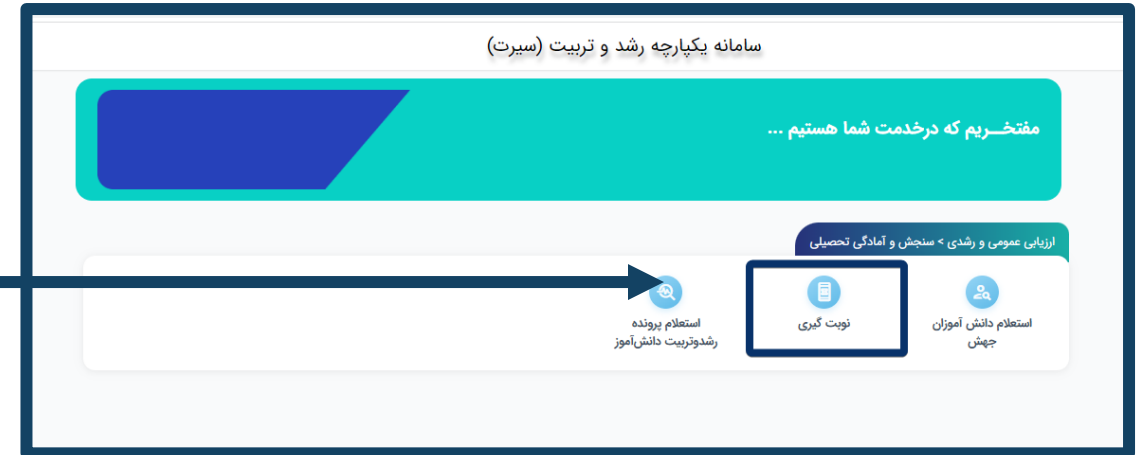 سامانه یکپارچه رشد و تربیت (سیرت)
مفتخــریم که درخدمت شما هستیم ...
ارزیابی عمومی و رشدی > سنجش و آمادگی تحصیلی
استعلام دانش آموزان
جهش
نوبت گیری
استعلام پرونده
رشدوتربیت دانش‌آموز